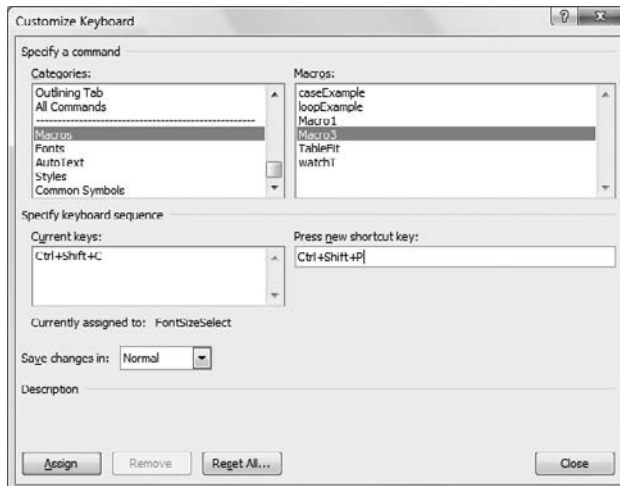 Customize Keyboard
Specify a command
Categories:
Outlining Tab
All Commands
Macros
Fonts
AutoText
Styles
Common Symbols
Macros:
caseExample
loopExample
Macro1
Macro3
TableFit
watchT
Specify keyboard sequence
Current keys:
Ctrl+Shift+C
Press new shortcut key:
Ctrl+Shift+P
Currently assigned to: FontSizeSelect
Save changes in: Normal
Description
Assign Remove Reset All... Close